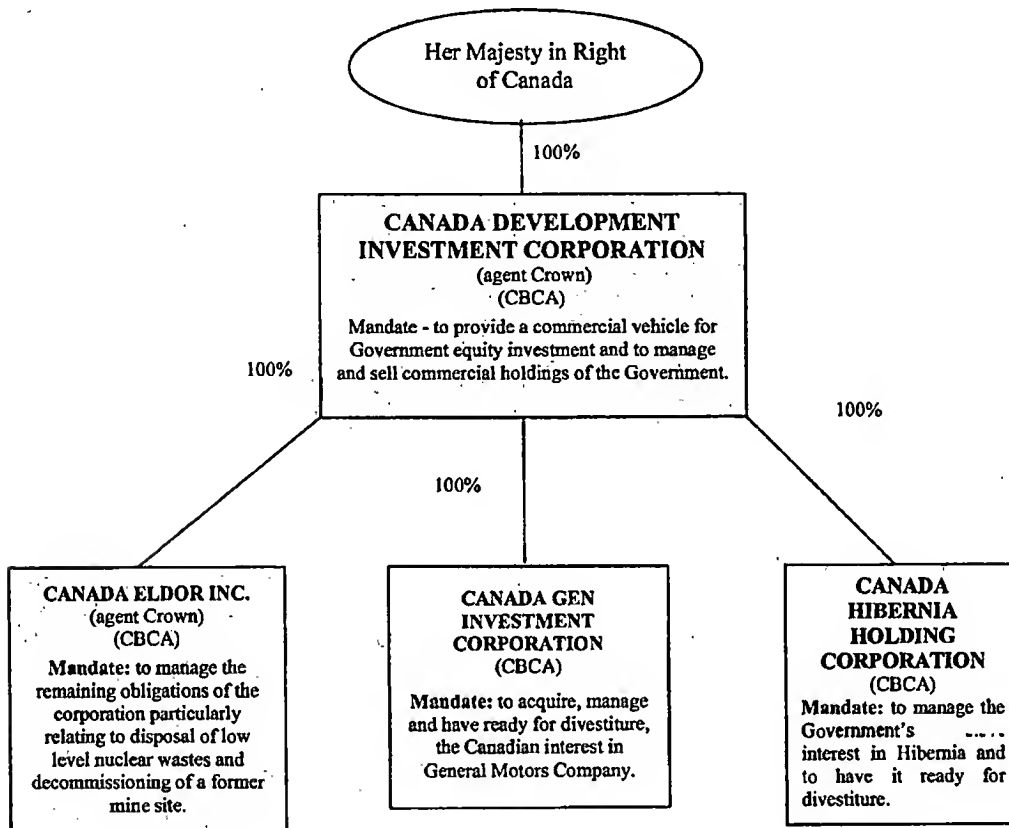 Her Majesty in Right
of Canada
100%
CANADA DEVELOPMENT
INVESTMENT CORPORATION
(agent Crown)
(CBCA)
Mandate - to provide a commercial vehicle for
Government equity investment and to manage
and sell commercial holdings of the Government.
100%
100%
100%
CANADA ELDOR INC.
(agent Crown)
(CBCA)
Mandate: to manage the
remaining obligations of the
corporation particularly
relating to disposal of low
level nuclear wastes and
decommissioning of a former
mine site.
CANADA GEN
INVESTMENT
CORPORATION
(CBCA)
Mandate: to acquire, manage
and have ready for divestiture,
the Canadian interest in
General Motors Company.
CANADA
HIBERNIA
HOLDING
CORPORATION
(CBCA)
Mandate: to manage the
Government's
interest in Hibernia and
to have it ready for
divestiture.